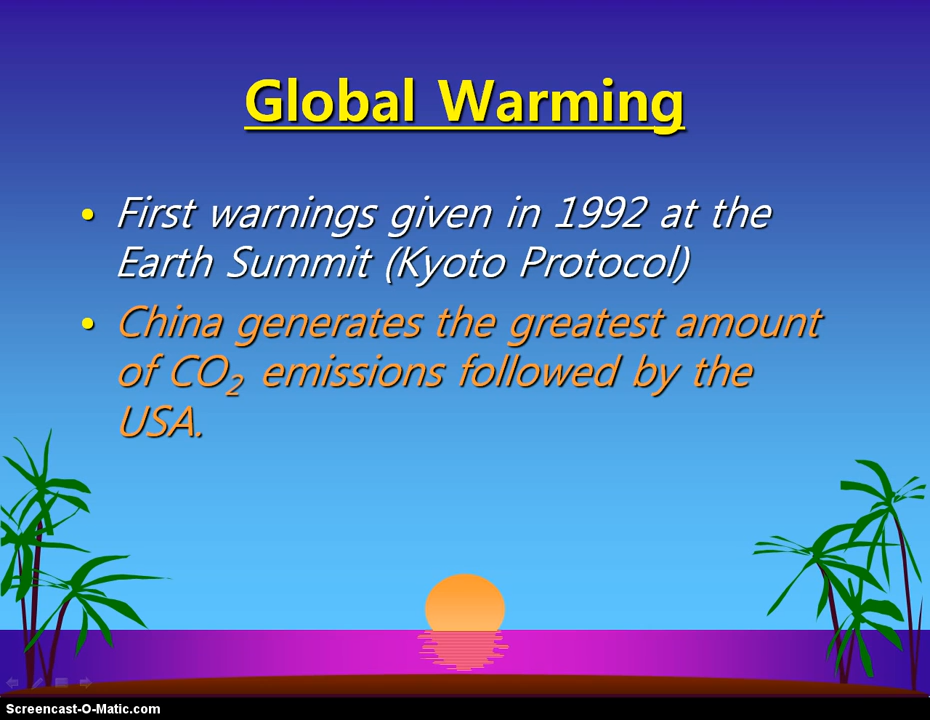 Global Warming
• First warnings given in 1992 at the
Earth Summit (Kyoto Protocol)
• China generates the greatest amount
of CO₂ emissions followed by the
USA.
Screencast-O-Matic.com